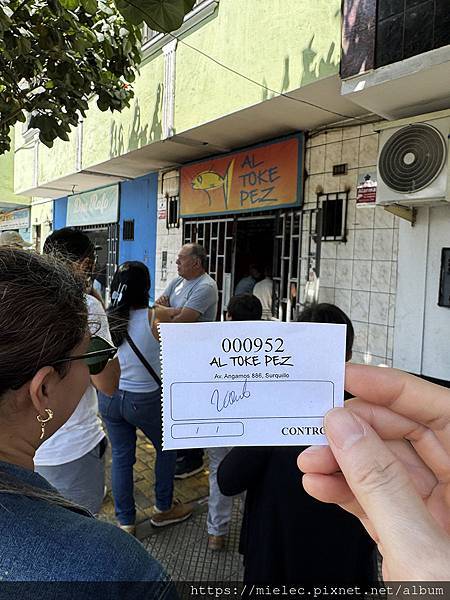 AL
TOKE
PEZ
000952
AL TOKE PEZ
Av. Angamos 886, Surquillo
/ /
CONTRO
https://mielec.pixnet.net/album